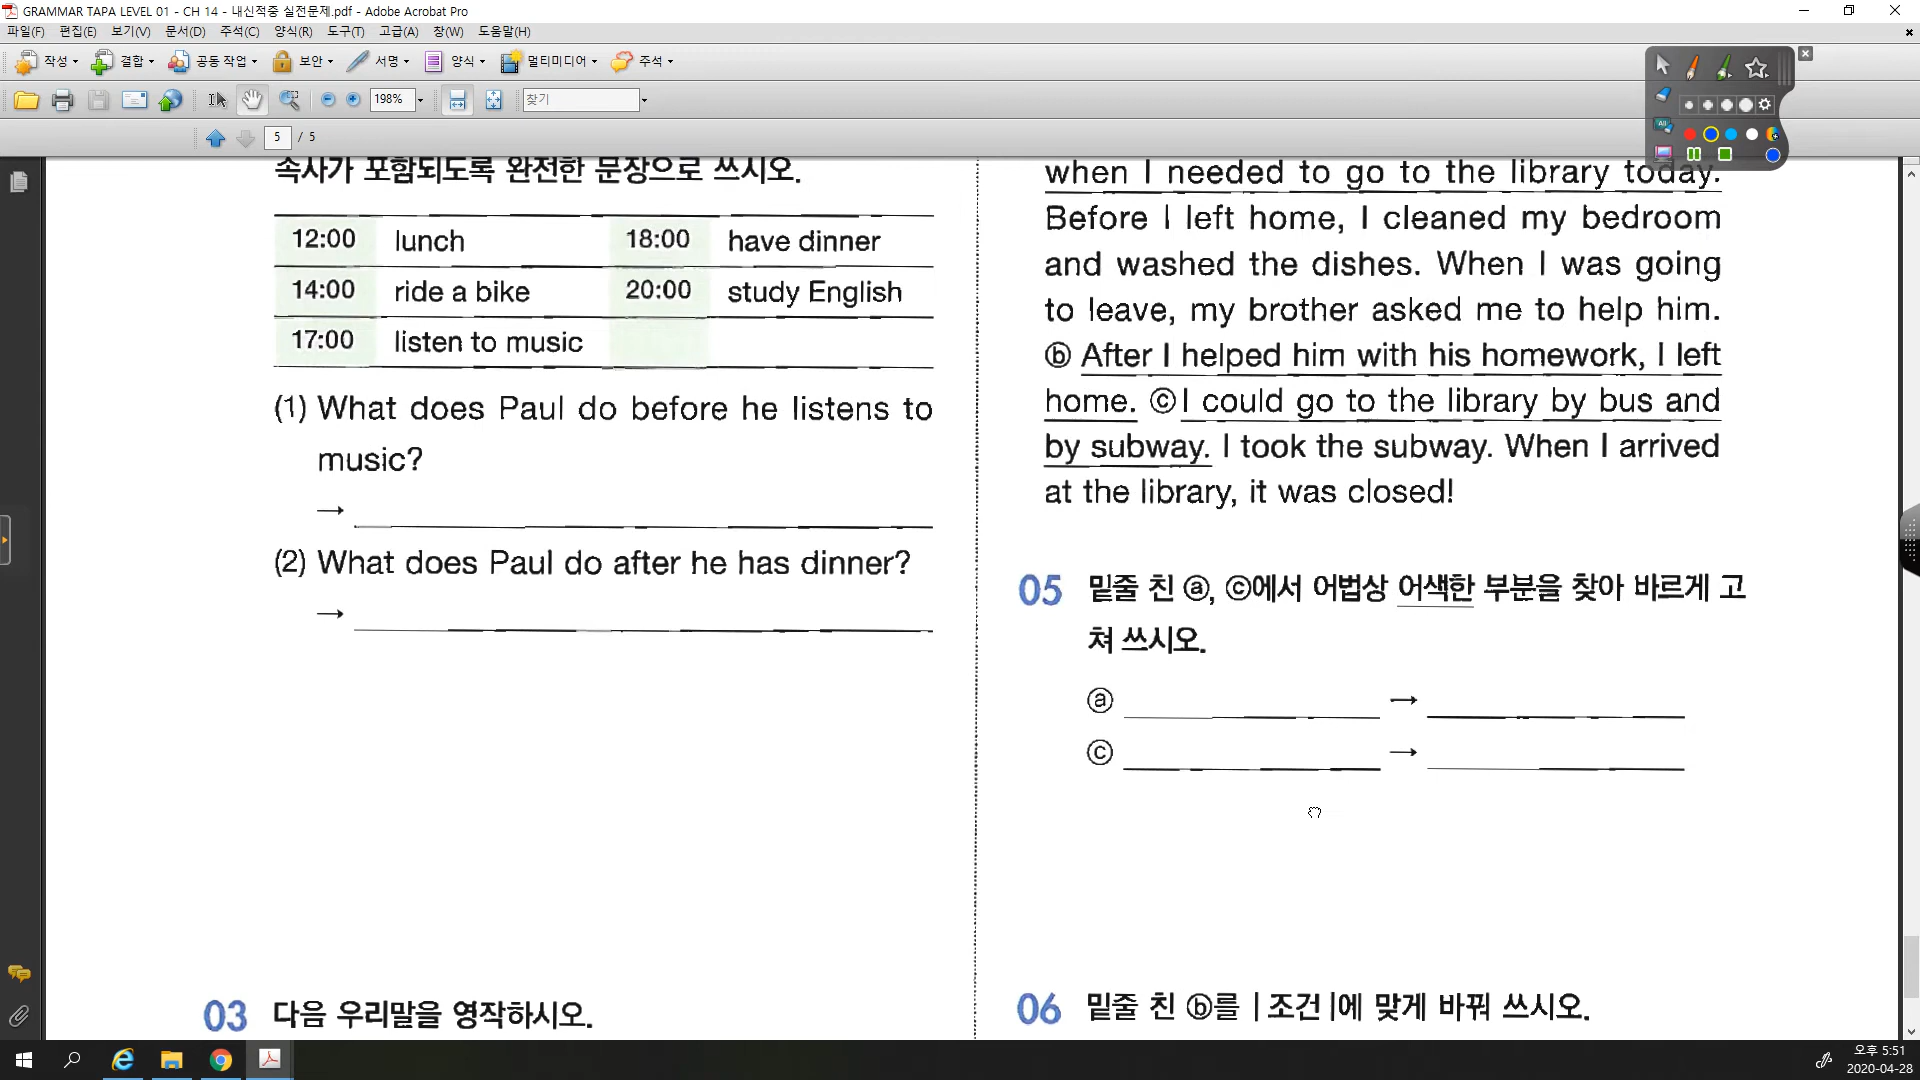 GRAMMAR TAPA LEVEL 01 - CH 14 - 내신적중 실전문제.pdf - Adobe Acrobat Pro
파일(F) 편집(E) 보기(V) 문서(D) 주석(C) 양식(R) 도구(T) 고급(A) 창(W) 도움말(H)
작성 결합 공동 작업 보안 서명 양식 멀티미디어 주석
198% 찾기
5 / 5
속사가 포함되도록 완전한 문장으로 쓰시오.
12:00 lunch 18:00 have dinner
14:00 ride a bike 20:00 study English
17:00 listen to music
(1) What does Paul do before he listens to
music?
→
(2) What does Paul do after he has dinner?
→
03 다음 우리말을 영작하시오.
when I needed to go to the library today.
Before I left home, I cleaned my bedroom
and washed the dishes. When I was going
to leave, my brother asked me to help him.
ⓑ After I helped him with his homework, I left
home. ⓒ I could go to the library by bus and
by subway. I took the subway. When I arrived
at the library, it was closed!
05 밑줄 친 ⓐ, ⓒ에서 어법상 어색한 부분을 찾아 바르게 고
쳐 쓰시오.
ⓐ →
ⓒ →
06 밑줄 친 ⓑ를 | 조건 |에 맞게 바꿔 쓰시오.
오후 5:51
2020-04-28